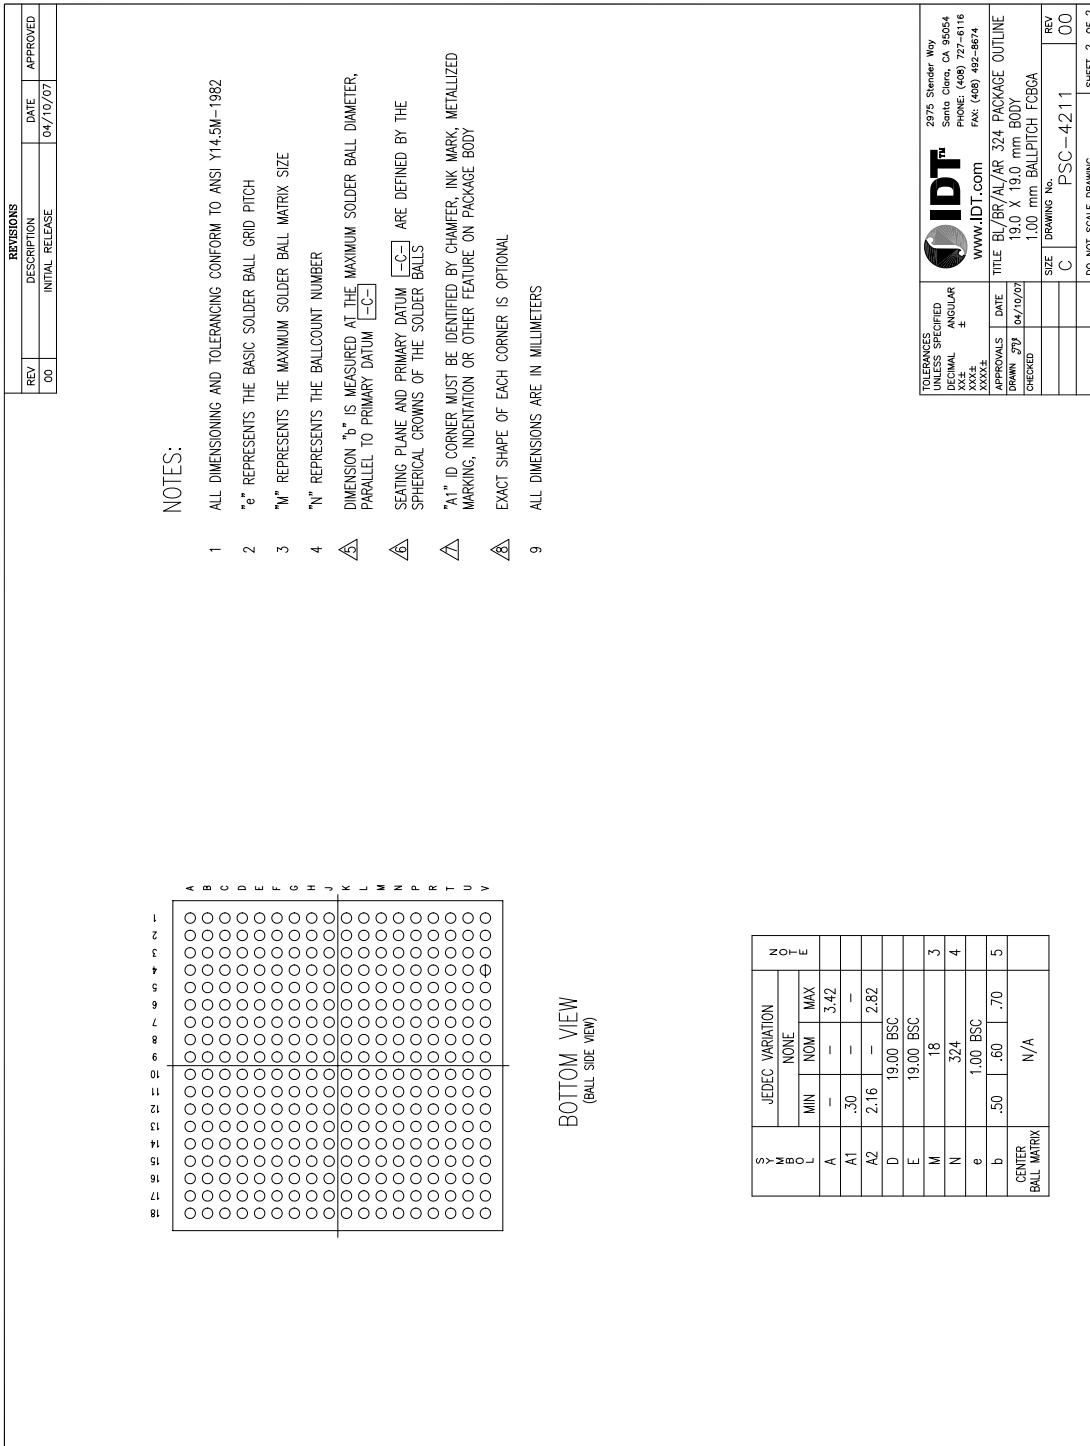 REVISIONS
REV DESCRIPTION DATE APPROVED
00 INITIAL RELEASE 04/10/07
NOTES:
1 ALL DIMENSIONING AND TOLERANCING CONFORM TO ANSI Y14.5M-1982
2 "e" REPRESENTS THE BASIC SOLDER BALL GRID PITCH
3 "M" REPRESENTS THE MAXIMUM SOLDER BALL MATRIX SIZE
4 "N" REPRESENTS THE BALLCOUNT NUMBER
5 DIMENSION "b" IS MEASURED AT THE MAXIMUM SOLDER BALL DIAMETER,
PARALLEL TO PRIMARY DATUM -C-
6 SEATING PLANE AND PRIMARY DATUM -C- ARE DEFINED BY THE
SPHERICAL CROWNS OF THE SOLDER BALLS
7 "A1" ID CORNER MUST BE IDENTIFIED BY CHAMFER, INK MARK, METALLIZED
MARKING, INDENTATION OR OTHER FEATURE ON PACKAGE BODY
8 EXACT SHAPE OF EACH CORNER IS OPTIONAL
9 ALL DIMENSIONS ARE IN MILLIMETERS
18 17 16 15 14 13 12 11 10 9 8 7 6 5 4 3 2 1
A
B
C
D
E
F
G
H
J
K
L
M
N
P
R
T
U
V
BOTTOM VIEW
(BALL SIDE VIEW)
SYMBOL JEDEC VARIATION NOTE
NONE
MIN NOM MAX
A - - 3.42
A1 .30 - -
A2 2.16 - 2.82
D 19.00 BSC
E 19.00 BSC
M 18 3
N 324 4
e 1.00 BSC
b .50 .60 .70 5
CENTER
BALL MATRIX N/A
TOLERANCES
UNLESS SPECIFIED
DECIMAL ANGULAR
XX± ±
XXX±
XXXX±
APPROVALS DATE
DRAWN 04/10/07
CHECKED
IDT™
www.IDT.com
2975 Stender Way
Santa Clara, CA 95054
PHONE: (408) 727-6116
FAX: (408) 492-8674
TITLE BL/BR/AL/AR 324 PACKAGE OUTLINE
19.0 X 19.0 mm BODY
1.00 mm BALLPITCH FCBGA
SIZE DRAWING No. REV
C PSC-4211 00
DO NOT SCALE DRAWING SHEET 2 OF 2